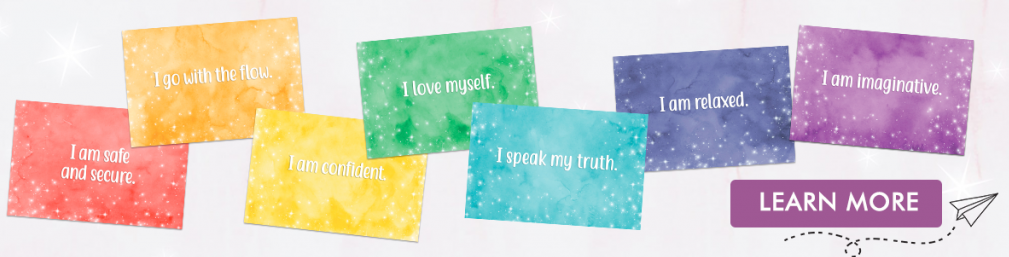 I am safe
and secure.
I go with the flow.
I am confident.
I love myself.
I speak my truth.
I am relaxed.
I am imaginative.
LEARN MORE